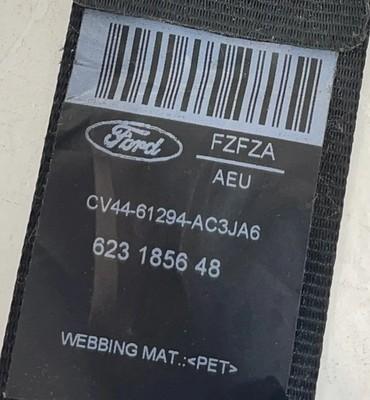 Ford
FZFZA
AEU
CV44-61294-AC3JA6
623 1856 48
WEBBING MAT.:<PET>